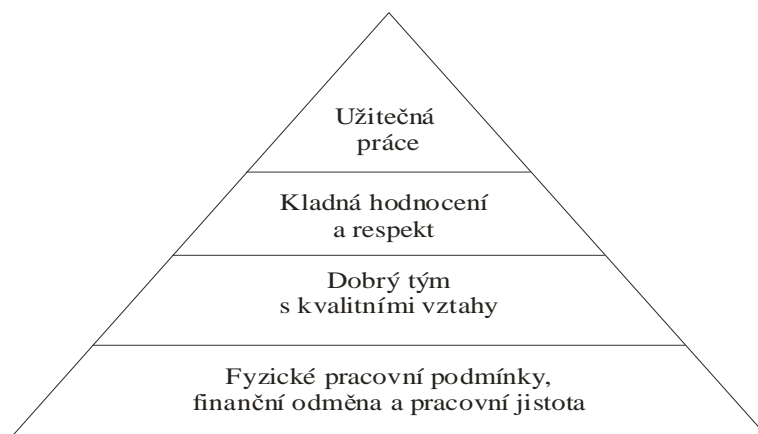 Užitečná
práce
Kladná hodnocení
a respekt
Dobrý tým
s kvalitními vztahy
Fyzické pracovní podmínky,
finanční odměna a pracovní jistota